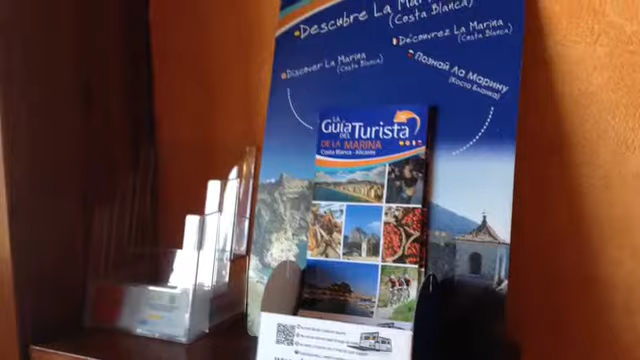 Descubre La Marina
(Costa Blanca)
Découvrez La Marina
(Costa Blanca)
Discover La Marina
(Costa Blanca)
Познай Ла Марину
(Коста Бланка)
LA
Guía DEL Turista
DE LA MARINA
Costa Blanca - Alicante